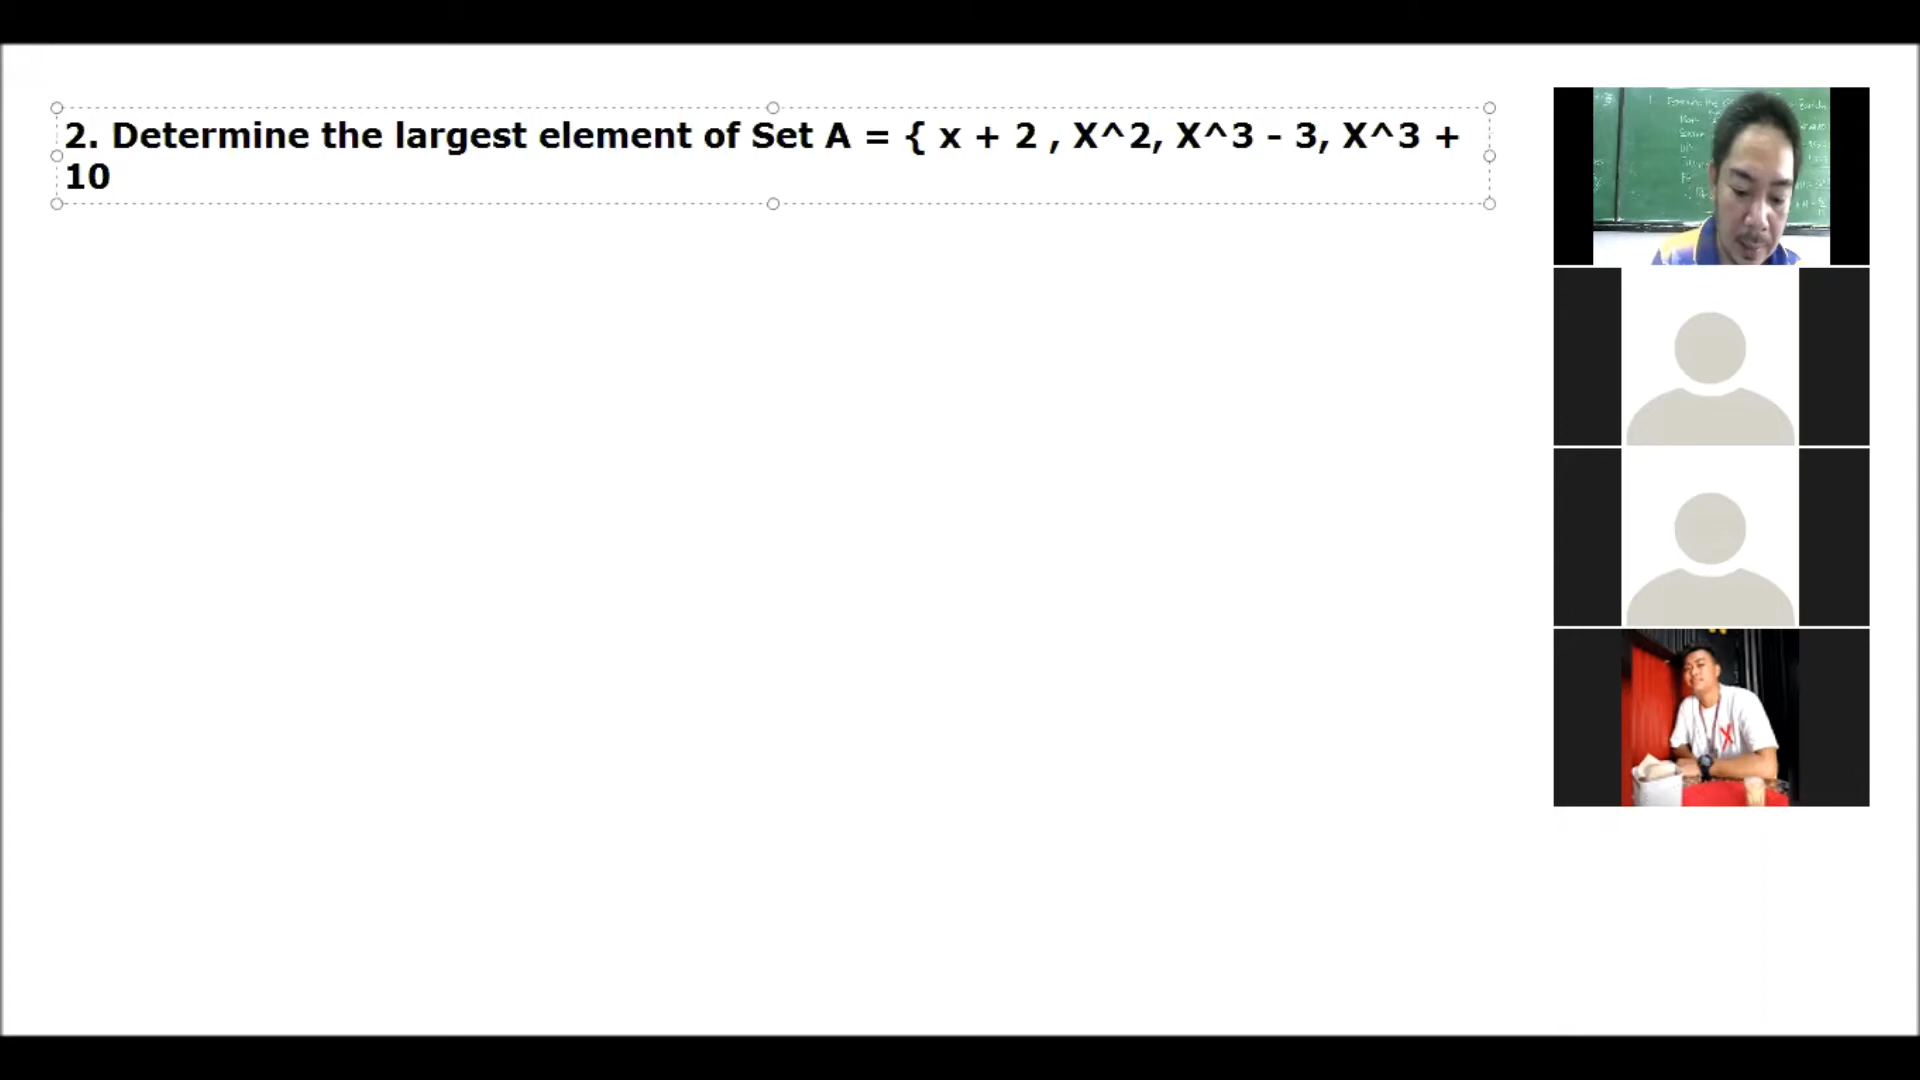 2. Determine the largest element of Set A = { x + 2 , X^2, X^3 - 3, X^3 +
10